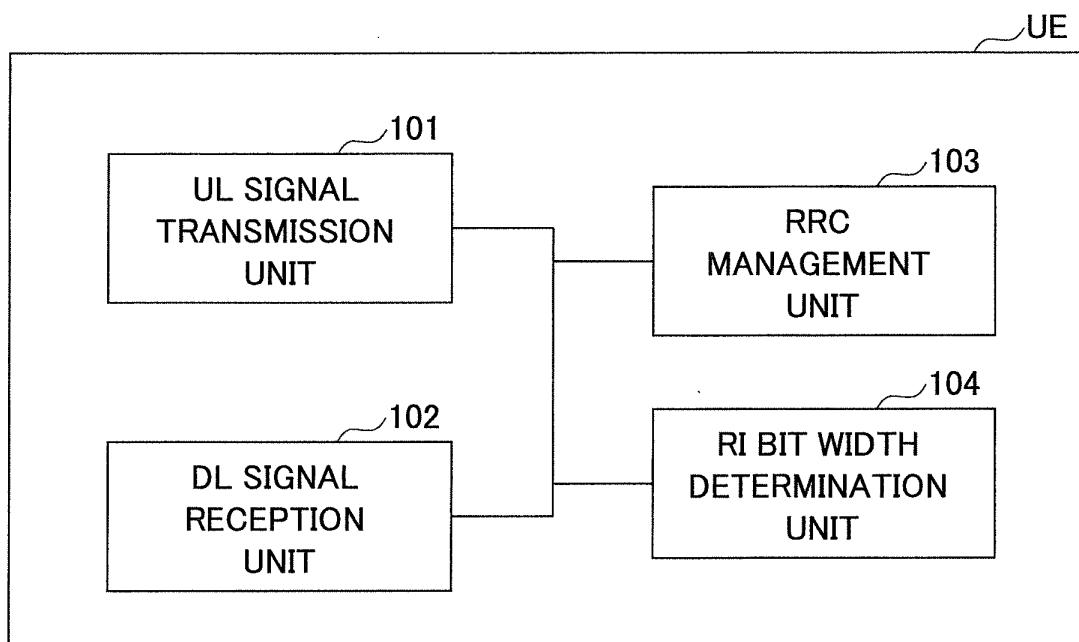 UE
101
UL SIGNAL
TRANSMISSION
UNIT
103
RRC
MANAGEMENT
UNIT
102
DL SIGNAL
RECEPTION
UNIT
104
RI BIT WIDTH
DETERMINATION
UNIT